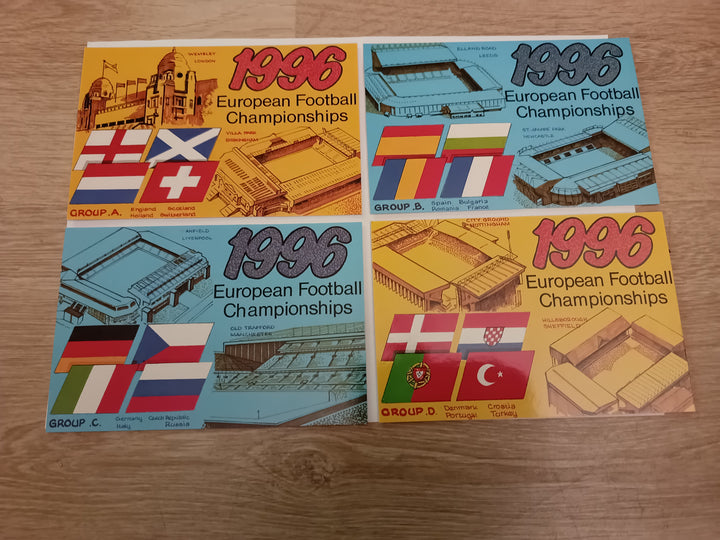 WEMBLEY
LONDON
1996
European Football
Championships
VILLA PARK
BIRMINGHAM
GROUP .A.
England Scotland
Holland Switzerland
ELLAND ROAD
LEEDS
1996
European Football
Championships
ST. JAMES PARK
NEWCASTLE
GROUP .B.
Spain Bulgaria
Romania France
ANFIELD
LIVERPOOL
1996
European Football
Championships
OLD TRAFFORD
MANCHESTER
GROUP .C.
Germany Czech Republic
Italy Russia
CITY GROUND
NOTTINGHAM
1996
European Football
Championships
HILLSBOROUGH
SHEFFIELD
GROUP .D.
Denmark Croatia
Portugal Turkey